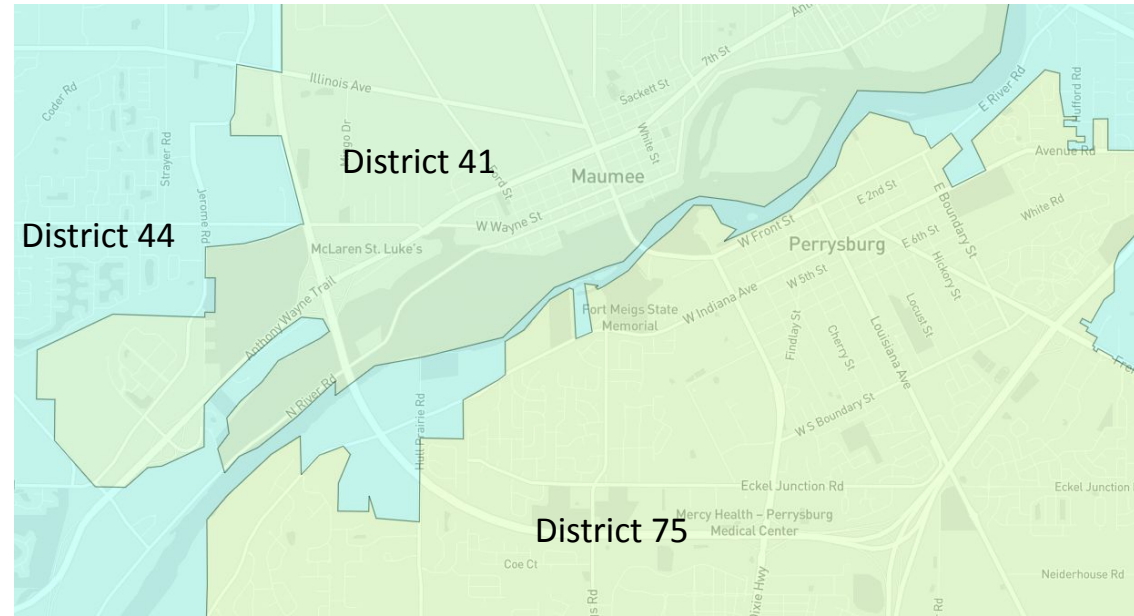 7th St
Ant
Coder Rd
Illinois Ave
Sackett St
E River Rd
Hufford Rd
Strayer Rd
White St
Avenue Rd
District 41
Ford St
Maumee
Jerome Rd
E 2nd St
E Boundary St
White Rd
W Wayne St
District 44
McLaren St. Luke's
W Front St
Perrysburg
E 6th St
Hickory St
Anthony Wayne Trail
W 5th St
Fort Meigs State
Memorial
W Indiana Ave
Locust St
Findlay St
Cherry St
Louisiana Ave
N River Rd
Hull Prairie Rd
W S Boundary St
Eckel Junction Rd
Eckel Junction
District 75
Mercy Health – Perrysburg
Medical Center
Coe Ct
Neiderhouse Rd
Rd